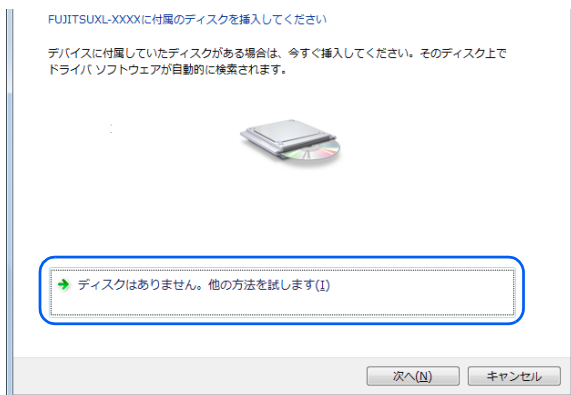 FUJITSUXL-XXXXに付属のディスクを挿入してください
デバイスに付属していたディスクがある場合は、今すぐ挿入してください。そのディスク上で
ドライバ ソフトウェアが自動的に検索されます。
ディスクはありません。他の方法を試します(I)
次へ(N) キャンセル